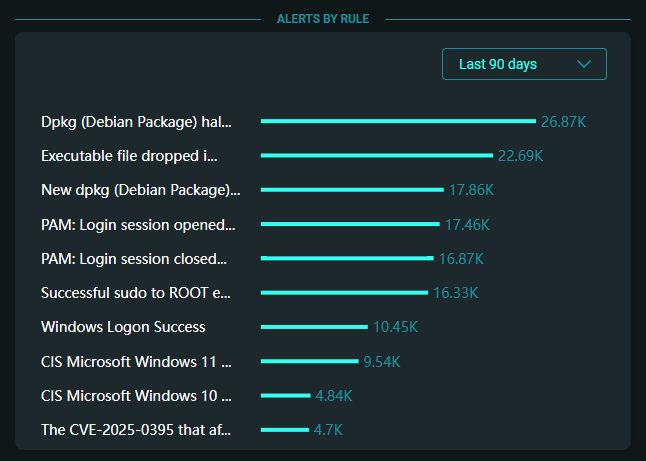 ALERTS BY RULE
Last 90 days
Dpkg (Debian Package) hal... 26.87K
Executable file dropped i... 22.69K
New dpkg (Debian Package)... 17.86K
PAM: Login session opened... 17.46K
PAM: Login session closed... 16.87K
Successful sudo to ROOT e... 16.33K
Windows Logon Success 10.45K
CIS Microsoft Windows 11 ... 9.54K
CIS Microsoft Windows 10 ... 4.84K
The CVE-2025-0395 that af... 4.7K